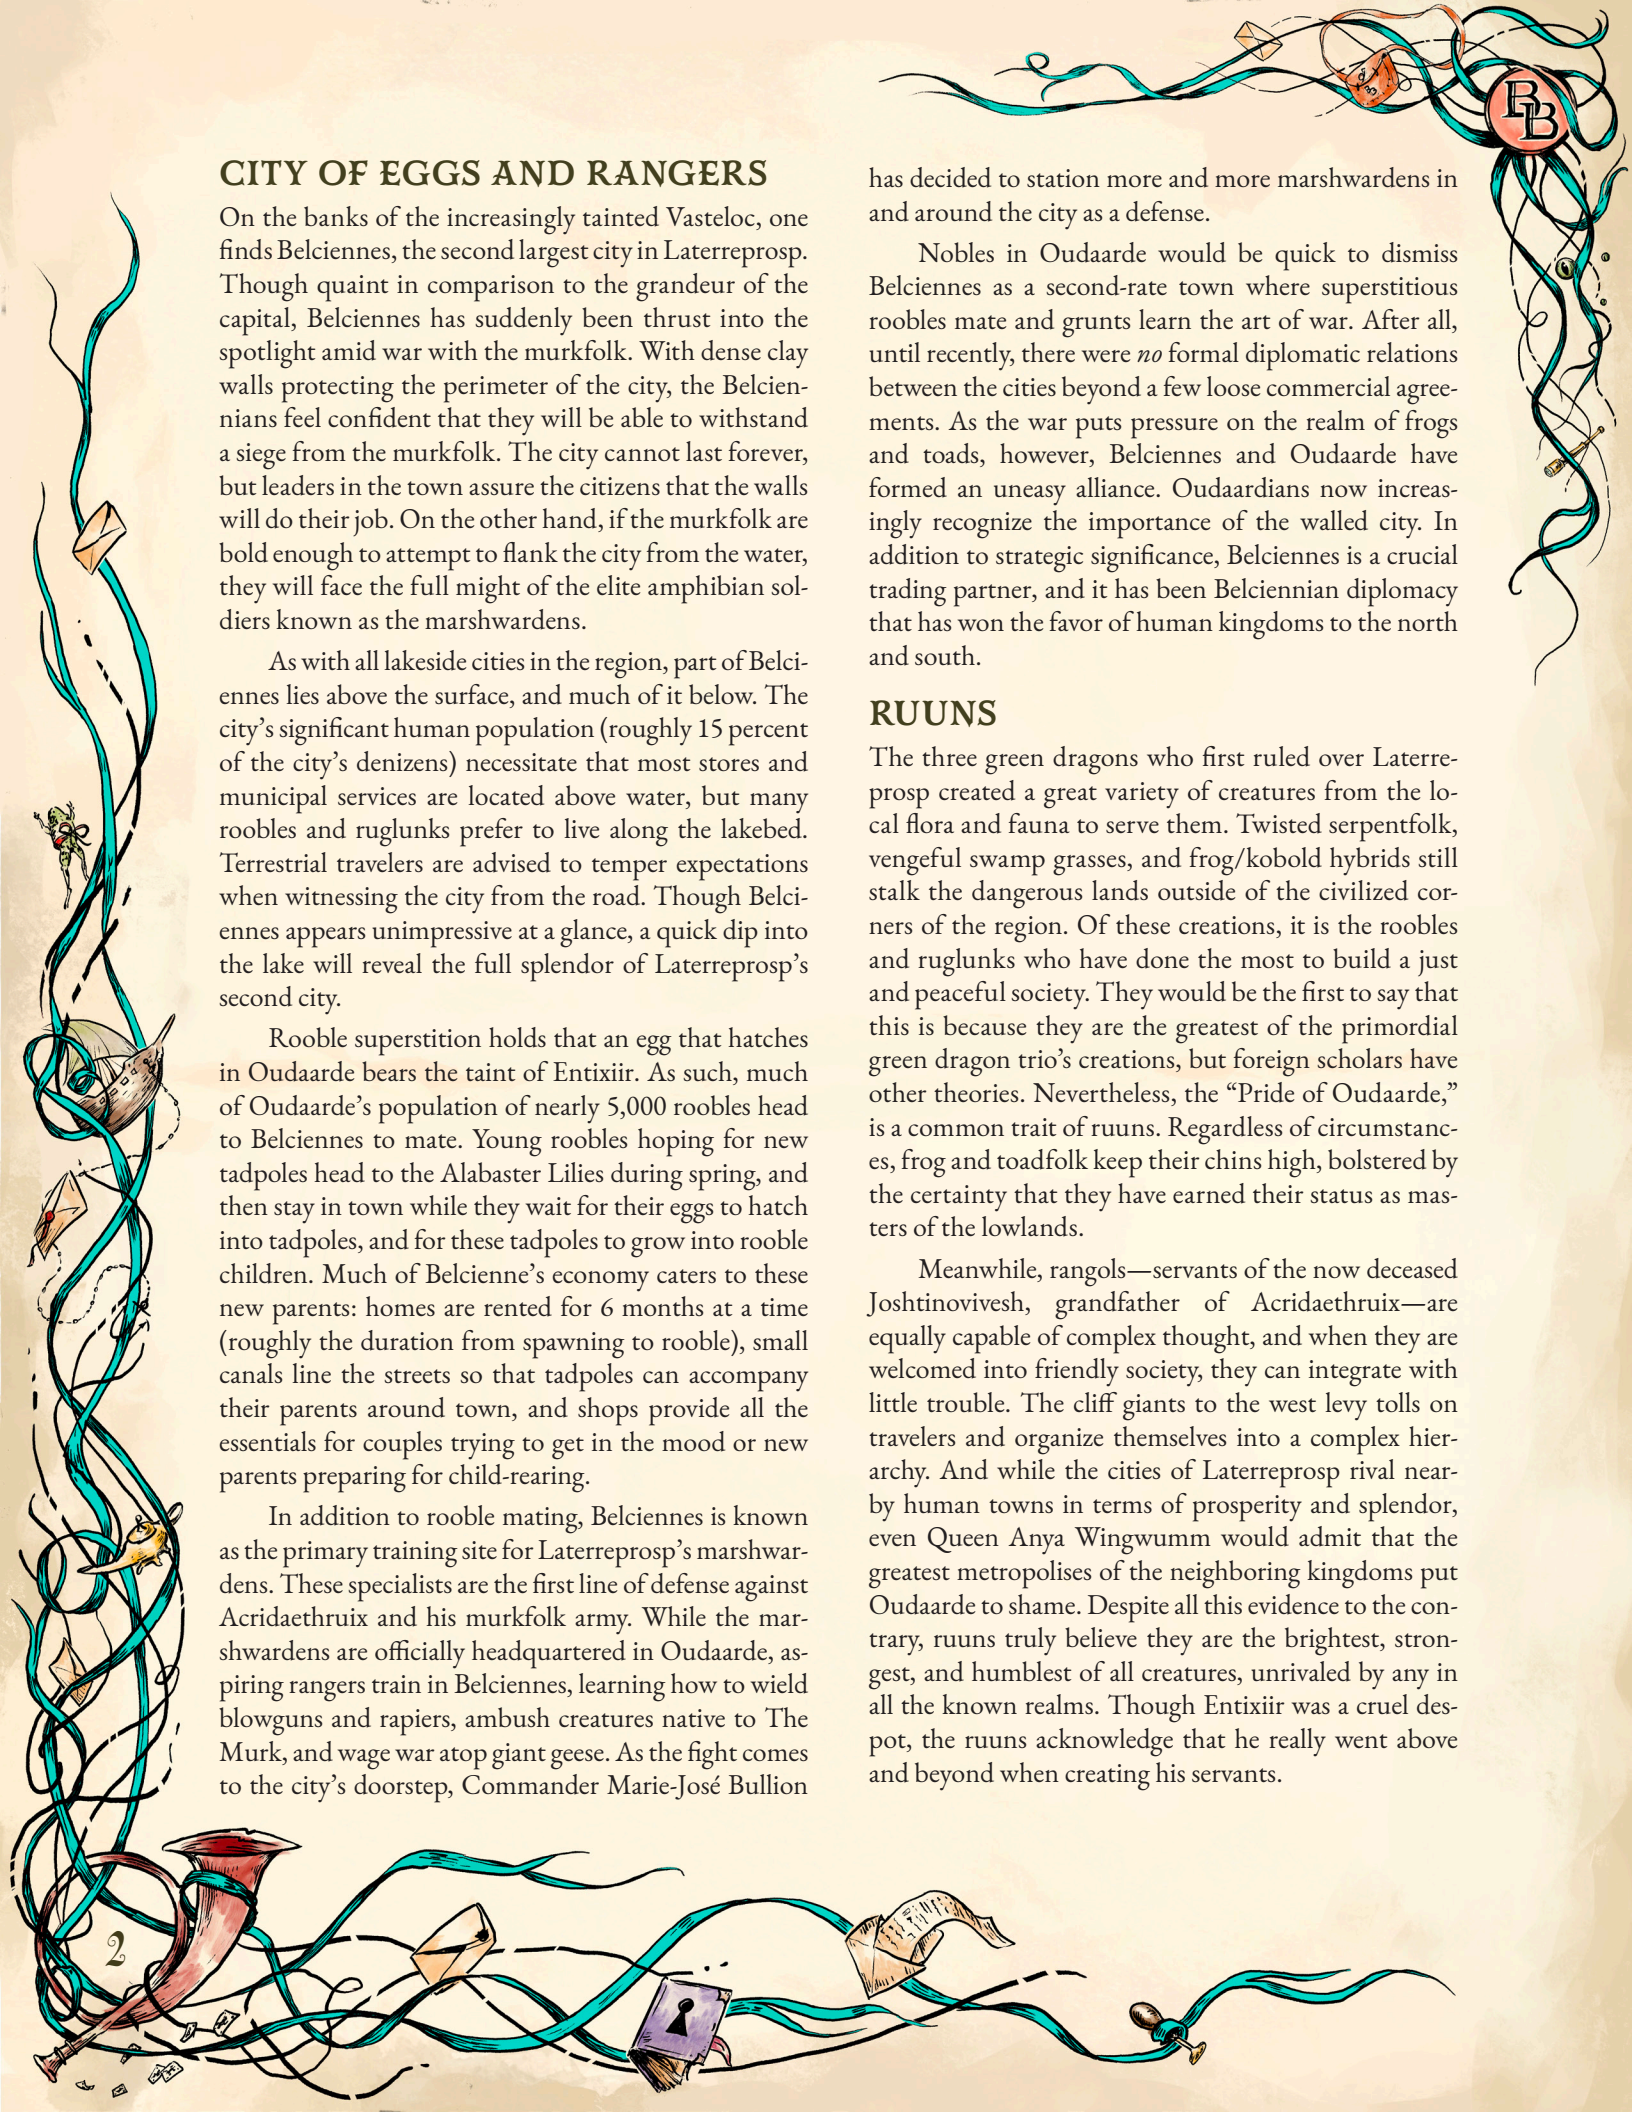 BB
CITY OF EGGS AND RANGERS
On the banks of the increasingly tainted Vasteloc, one
finds Belciennes, the second largest city in Laterreprosp.
Though quaint in comparison to the grandeur of the
capital, Belciennes has suddenly been thrust into the
spotlight amid war with the murkfolk. With dense clay
walls protecting the perimeter of the city, the Belcien-
nians feel confident that they will be able to withstand
a siege from the murkfolk. The city cannot last forever,
but leaders in the town assure the citizens that the walls
will do their job. On the other hand, if the murkfolk are
bold enough to attempt to flank the city from the water,
they will face the full might of the elite amphibian sol-
diers known as the marshwardens.
As with all lakeside cities in the region, part of Belci-
ennes lies above the surface, and much of it below. The
city's significant human population (roughly 15 percent
of the city's denizens) necessitate that most stores and
municipal services are located above water, but many
roobles and ruglunks prefer to live along the lakebed.
Terrestrial travelers are advised to temper expectations
when witnessing the city from the road. Though Belci-
ennes appears unimpressive at a glance, a quick dip into
the lake will reveal the full splendor of Laterreprosp's
second city.
Rooble superstition holds that an egg that hatches
in Oudaarde bears the taint of Entixiir. As such, much
of Oudaarde's population of nearly 5,000 roobles head
to Belciennes to mate. Young roobles hoping for new
tadpoles head to the Alabaster Lilies during spring, and
then stay in town while they wait for their eggs to hatch
into tadpoles, and for these tadpoles to grow into rooble
children. Much of Belcienne's economy caters to these
new parents: homes are rented for 6 months at a time
(roughly the duration from spawning to rooble), small
canals line the streets so that tadpoles can accompany
their parents around town, and shops provide all the
essentials for couples trying to get in the mood or new
parents preparing for child-rearing.
In addition to rooble mating, Belciennes is known
as the primary training site for Laterreprosp's marshwar-
dens. These specialists are the first line of defense against
Acridaethruix and his murkfolk army. While the mar-
shwardens are officially headquartered in Oudaarde, as-
piring rangers train in Belciennes, learning how to wield
blowguns and rapiers, ambush creatures native to The
Murk, and wage war atop giant geese. As the fight comes
to the city's doorstep, Commander Marie-José Bullion
has decided to station more and more marshwardens in
and around the city as a defense.
Nobles in Oudaarde would be quick to dismiss
Belciennes as a second-rate town where superstitious
roobles mate and grunts learn the art of war. After all,
until recently, there were no formal diplomatic relations
between the cities beyond a few loose commercial agree-
ments. As the war puts pressure on the realm of frogs
and toads, however, Belciennes and Oudaarde have
formed an uneasy alliance. Oudaardians now increas-
ingly recognize the importance of the walled city. In
addition to strategic significance, Belciennes is a crucial
trading partner, and it has been Belciennian diplomacy
that has won the favor of human kingdoms to the north
and south.
RUUNS
The three green dragons who first ruled over Laterre-
prosp created a great variety of creatures from the lo-
cal flora and fauna to serve them. Twisted serpentfolk,
vengeful swamp grasses, and frog/kobold hybrids still
stalk the dangerous lands outside of the civilized cor-
ners of the region. Of these creations, it is the roobles
and ruglunks who have done the most to build a just
and peaceful society. They would be the first to say that
this is because they are the greatest of the primordial
green dragon trio's creations, but foreign scholars have
other theories. Nevertheless, the “Pride of Oudaarde,”
is a common trait of ruuns. Regardless of circumstanc-
es, frog and toadfolk keep their chins high, bolstered by
the certainty that they have earned their status as mas-
ters of the lowlands.
Meanwhile, rangols—servants of the now deceased
Joshtinovivesh, grandfather of Acridaethruix—are
equally capable of complex thought, and when they are
welcomed into friendly society, they can integrate with
little trouble. The cliff giants to the west levy tolls on
travelers and organize themselves into a complex hier-
archy. And while the cities of Laterreprosp rival near-
by human towns in terms of prosperity and splendor,
even Queen Anya Wingwumm would admit that the
greatest metropolises of the neighboring kingdoms put
Oudaarde to shame. Despite all this evidence to the con-
trary, ruuns truly believe they are the brightest, stron-
gest, and humblest of all creatures, unrivaled by any in
all the known realms. Though Entixiir was a cruel des-
pot, the ruuns acknowledge that he really went above
and beyond when creating his servants.
2